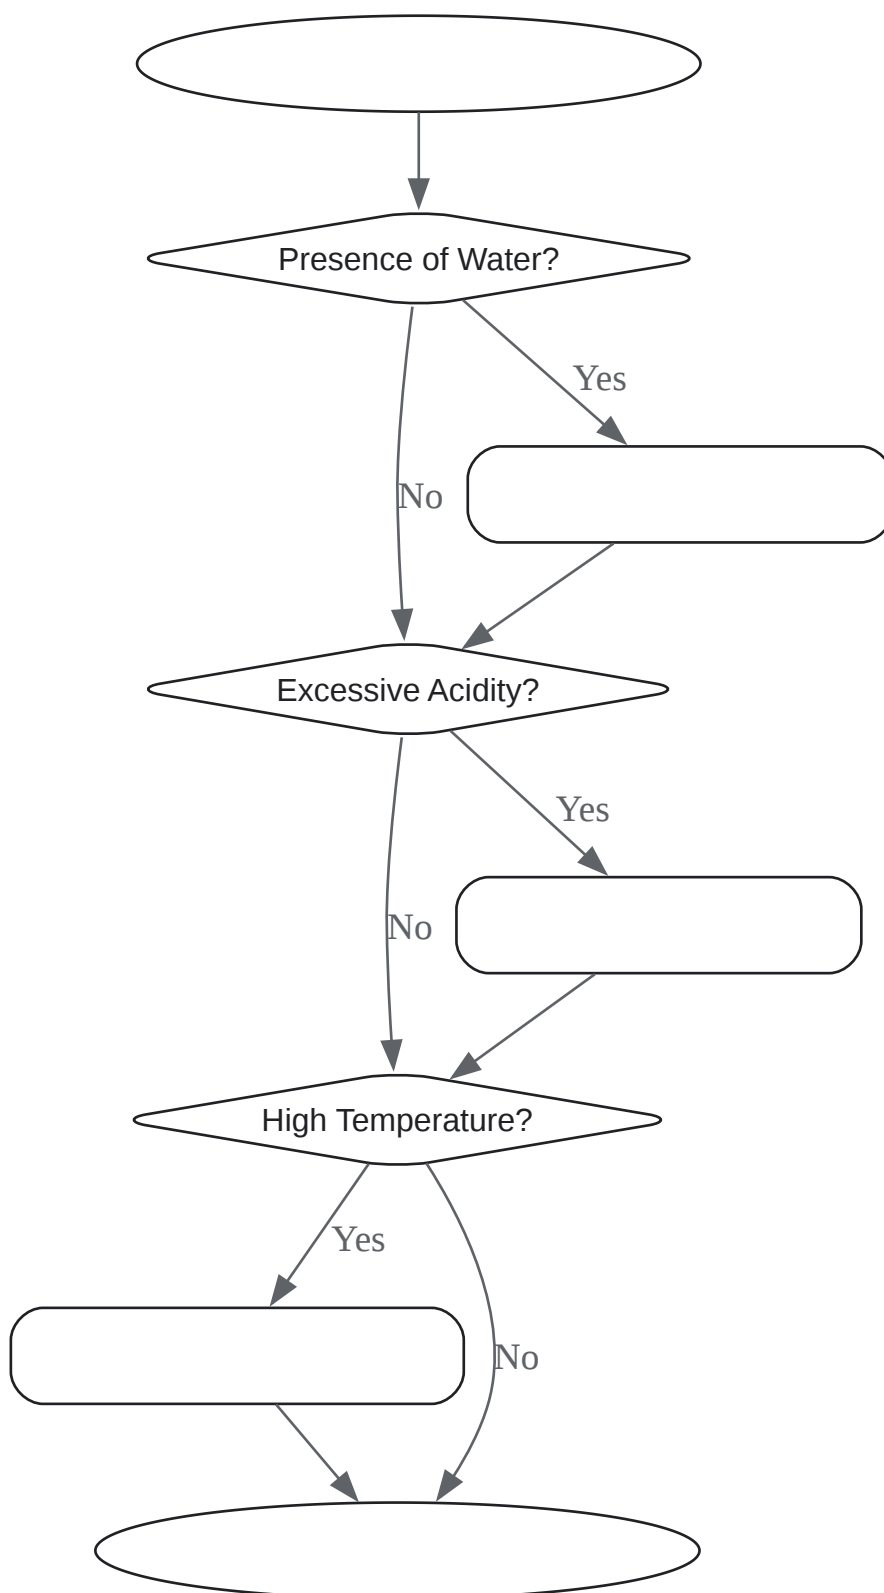 Presence of Water?
Yes
No
Excessive Acidity?
Yes
No
High Temperature?
Yes
No